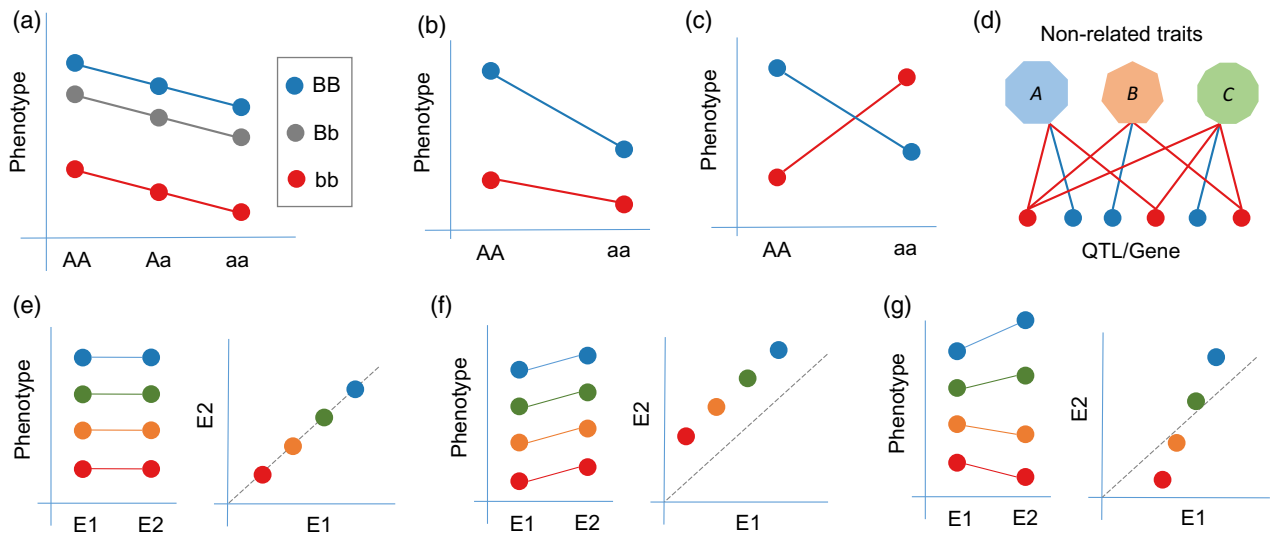 (a)
Phenotype
AA Aa aa
BB
Bb
bb
(b)
Phenotype
AA aa
(c)
Phenotype
AA aa
(d)
Non-related traits
A B C
QTL/Gene
(e)
Phenotype
E1 E2
E2
E1
(f)
Phenotype
E1 E2
E2
E1
(g)
Phenotype
E1 E2
E2
E1